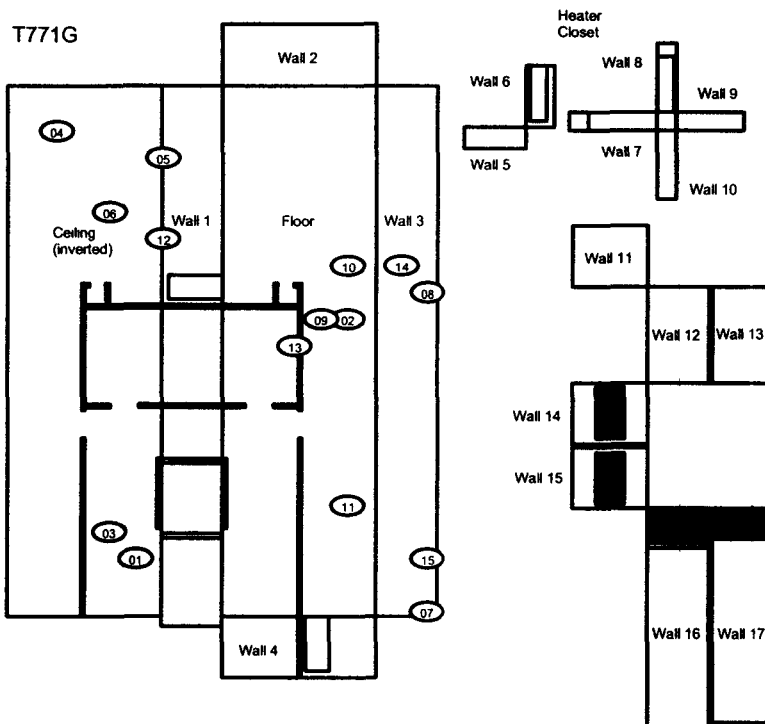 T771G
Heater
Closet
Wall 2
Wall 8
Wall 6
Wall 9
Wall 5
Wall 7
Wall 10
04
05
06
Wall 1
Floor
Wall 3
Ceiling
(inverted)
12
10
14
08
09
02
13
Wall 11
Wall 12
Wall 13
Wall 14
Wall 15
11
03
01
15
07
Wall 4
Wall 16
Wall 17